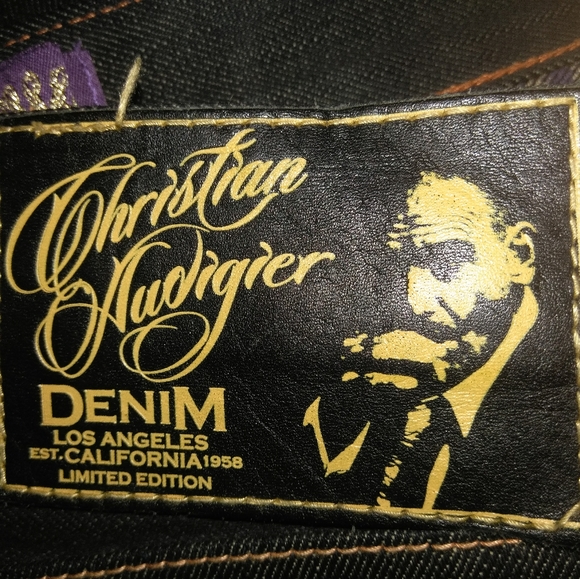 Christian
Audigier
DENIM
LOS ANGELES
EST. CALIFORNIA 1958
LIMITED EDITION